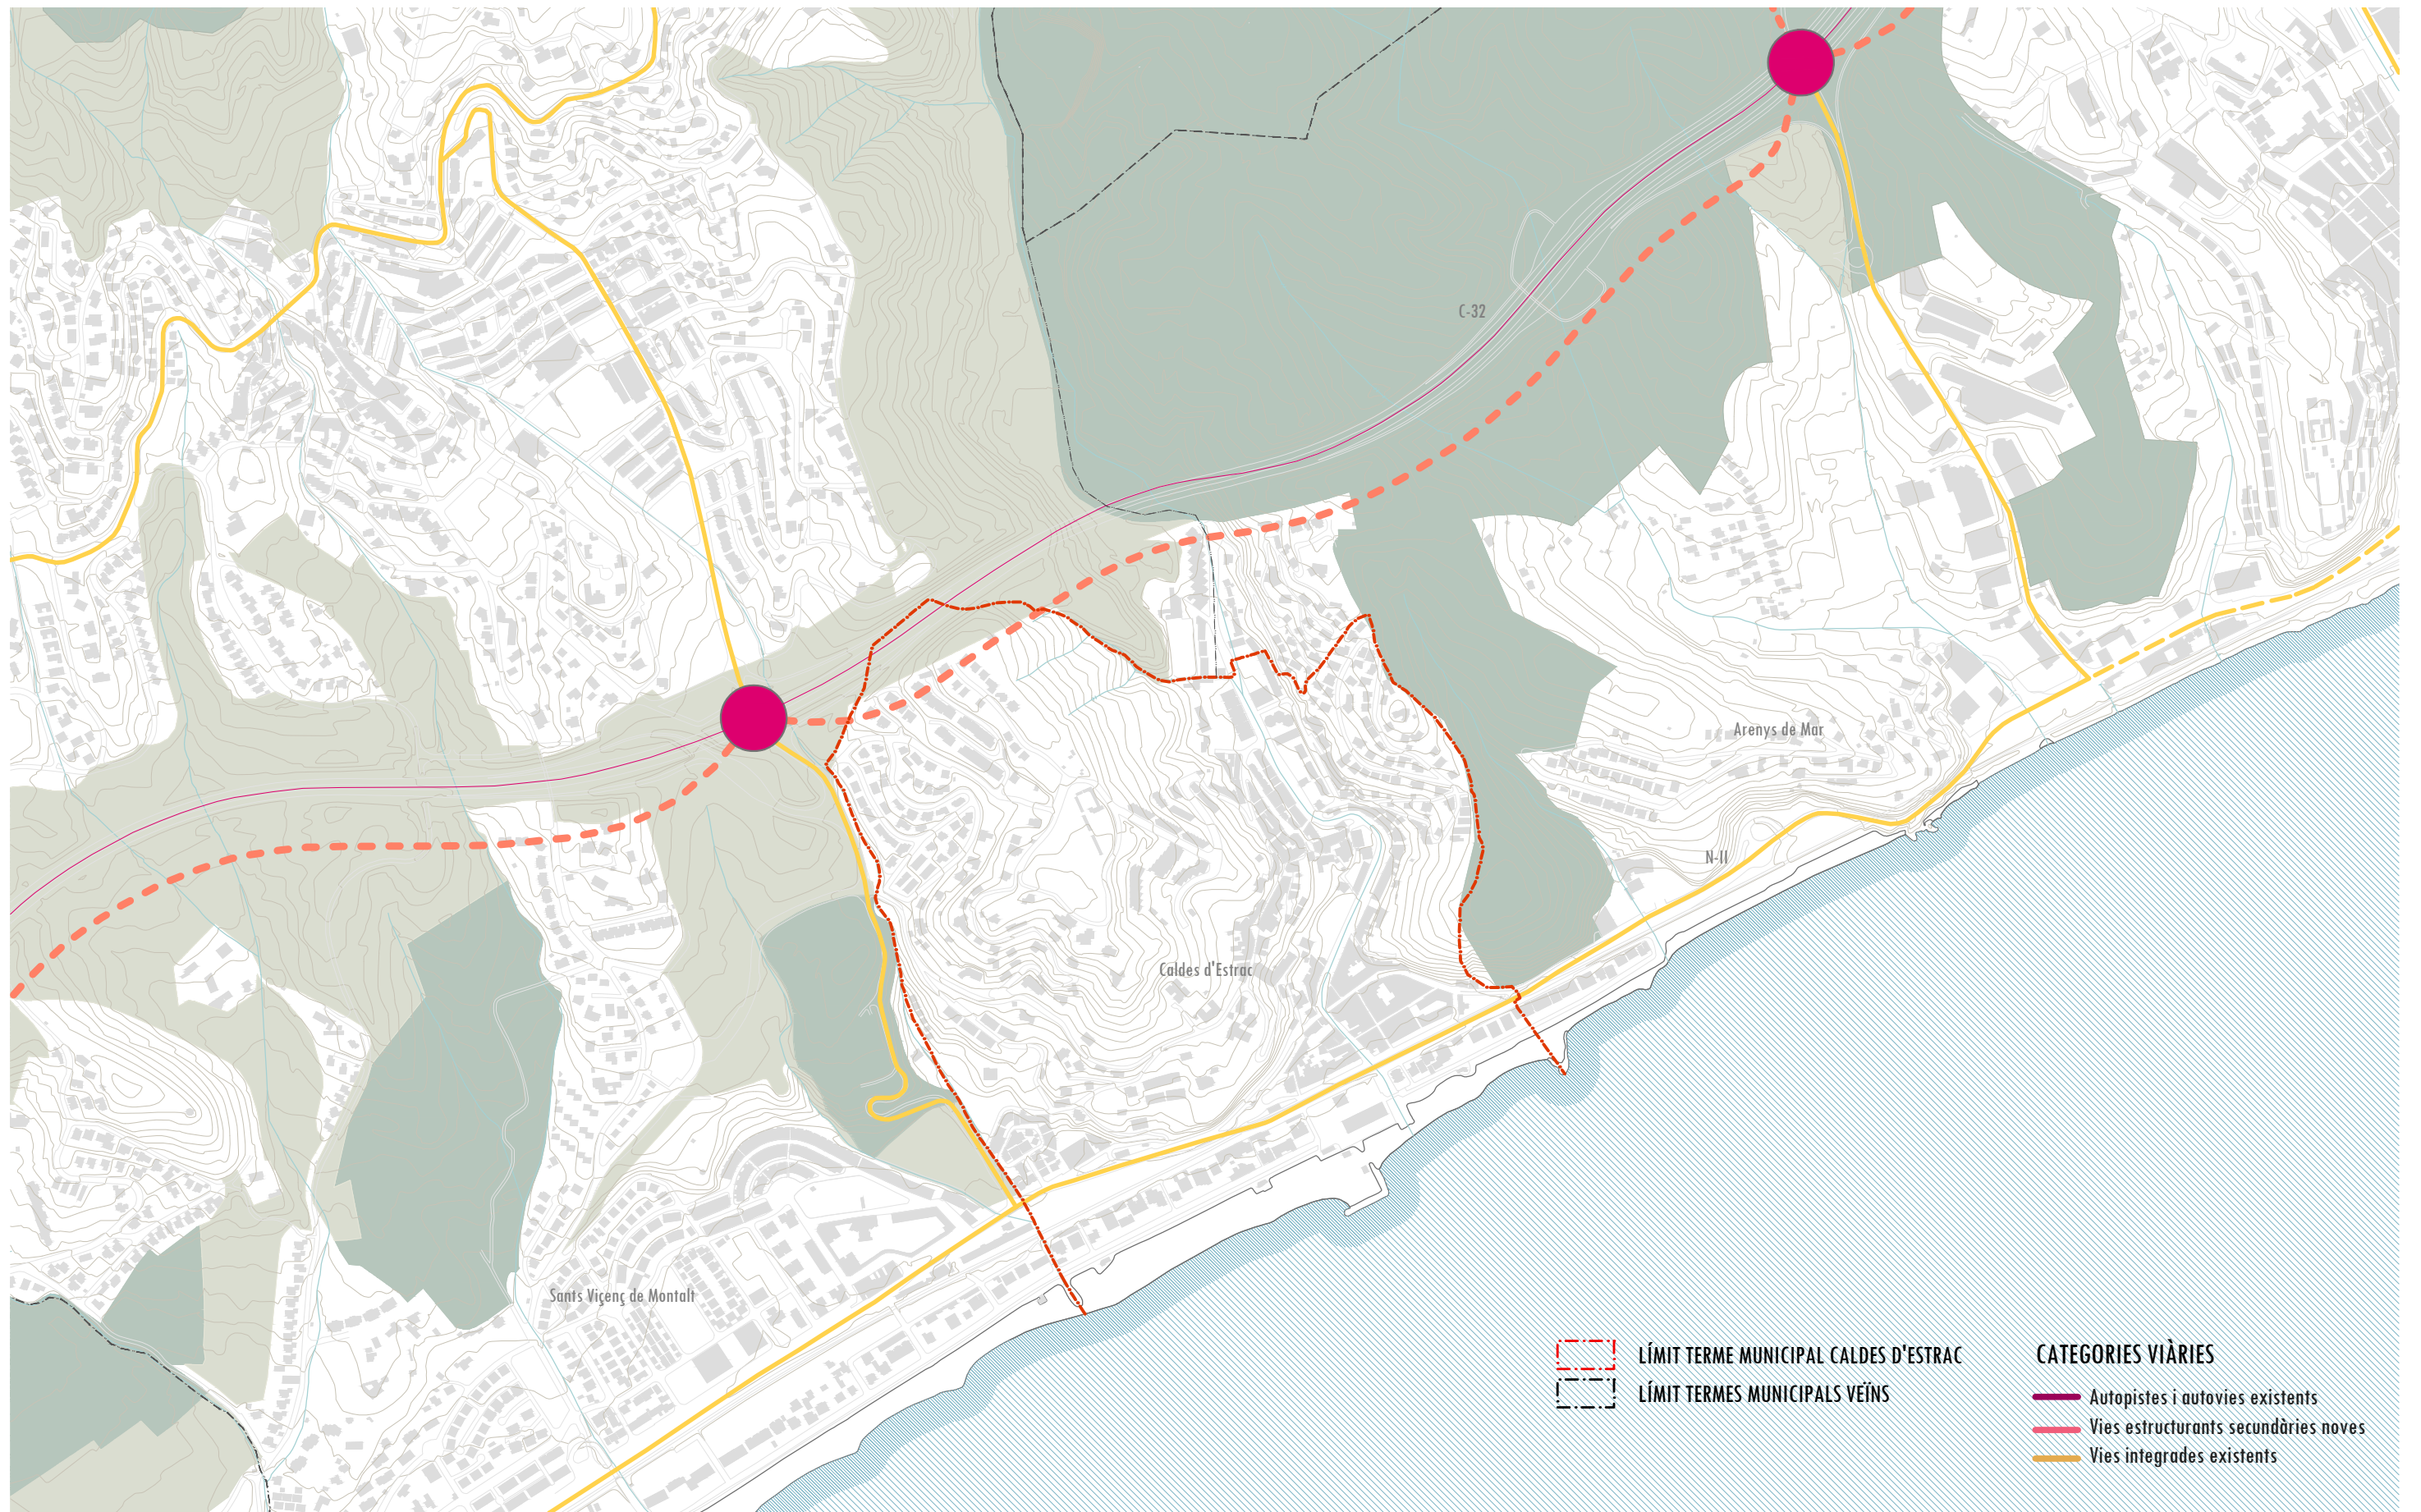 C-32
Arenys de Mar
N-II
Caldes d'Estrac
Sants Viçenç de Montalt
LÍMIT TERME MUNICIPAL CALDES D'ESTRAC
LÍMIT TERMES MUNICIPALS VEÏNS
CATEGORIES VIÀRIES
Autopistes i autovies existents
Vies estructurants secundàries noves
Vies integrades existents